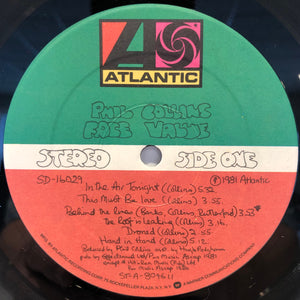 ATLANTIC
PHIL COLLINS
FACE VALUE
STEREO SIDE ONE
SD-16029 ℗1981 Atlantic
In the Air Tonight (Collins) 5.32.
This Must Be Love (Collins) 3.55.
Behind the lines (Banks, Collins, Rutherford) 3.53
The Roof is Leaking (Collins) 3.16.
Droned (Collins) 2.55.
Hand in Hand (Collins) 5.12.
Produced by Phil Collins assisted by Hugh Padgham
ST-A-804611